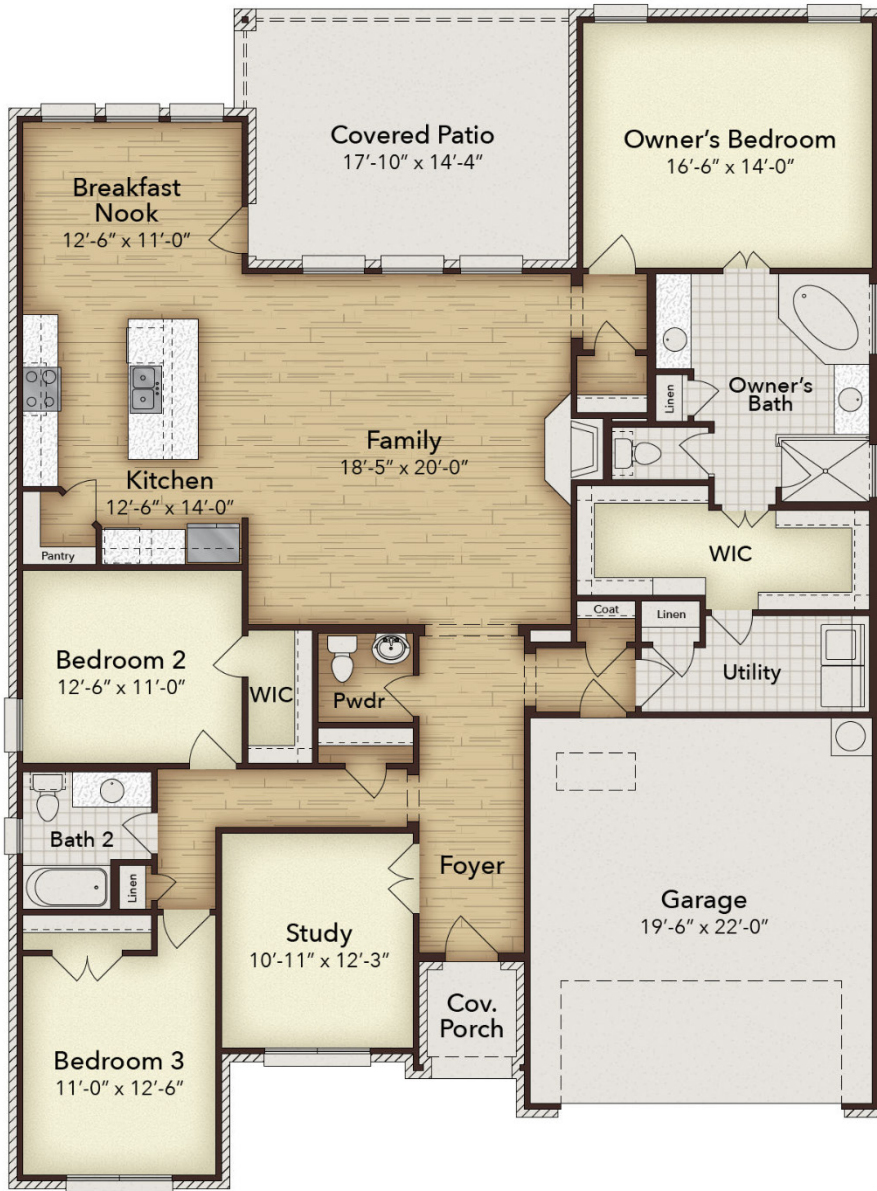 Covered Patio
17'-10" x 14'-4"
Owner's Bedroom
16'-6" x 14'-0"
Breakfast
Nook
12'-6" x 11'-0"
Linen
Owner's
Bath
Family
18'-5" x 20'-0"
Kitchen
12'-6" x 14'-0"
Pantry
WIC
Coat
Linen
Utility
Bedroom 2
12'-6" x 11'-0"
WIC
Pwdr
Bath 2
Linen
Foyer
Study
10'-11" x 12'-3"
Garage
19'-6" x 22'-0"
Cov.
Porch
Bedroom 3
11'-0" x 12'-6"